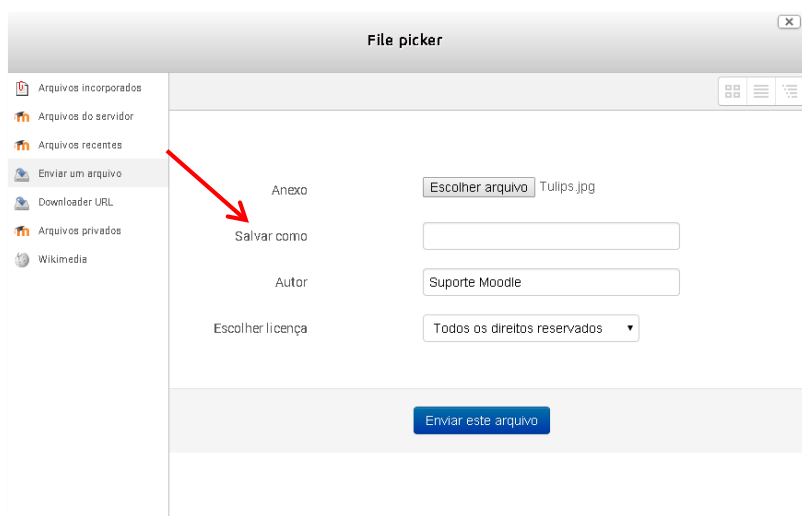 File picker
Arquivos incorporados
Arquivos do servidor
Arquivos recentes
Enviar um arquivo
Downloader URL
Arquivos privados
Wikimedia
Anexo Escolher arquivo Tulips.jpg
Salvar como
Autor Suporte Moodle
Escolher licença Todos os direitos reservados
Enviar este arquivo